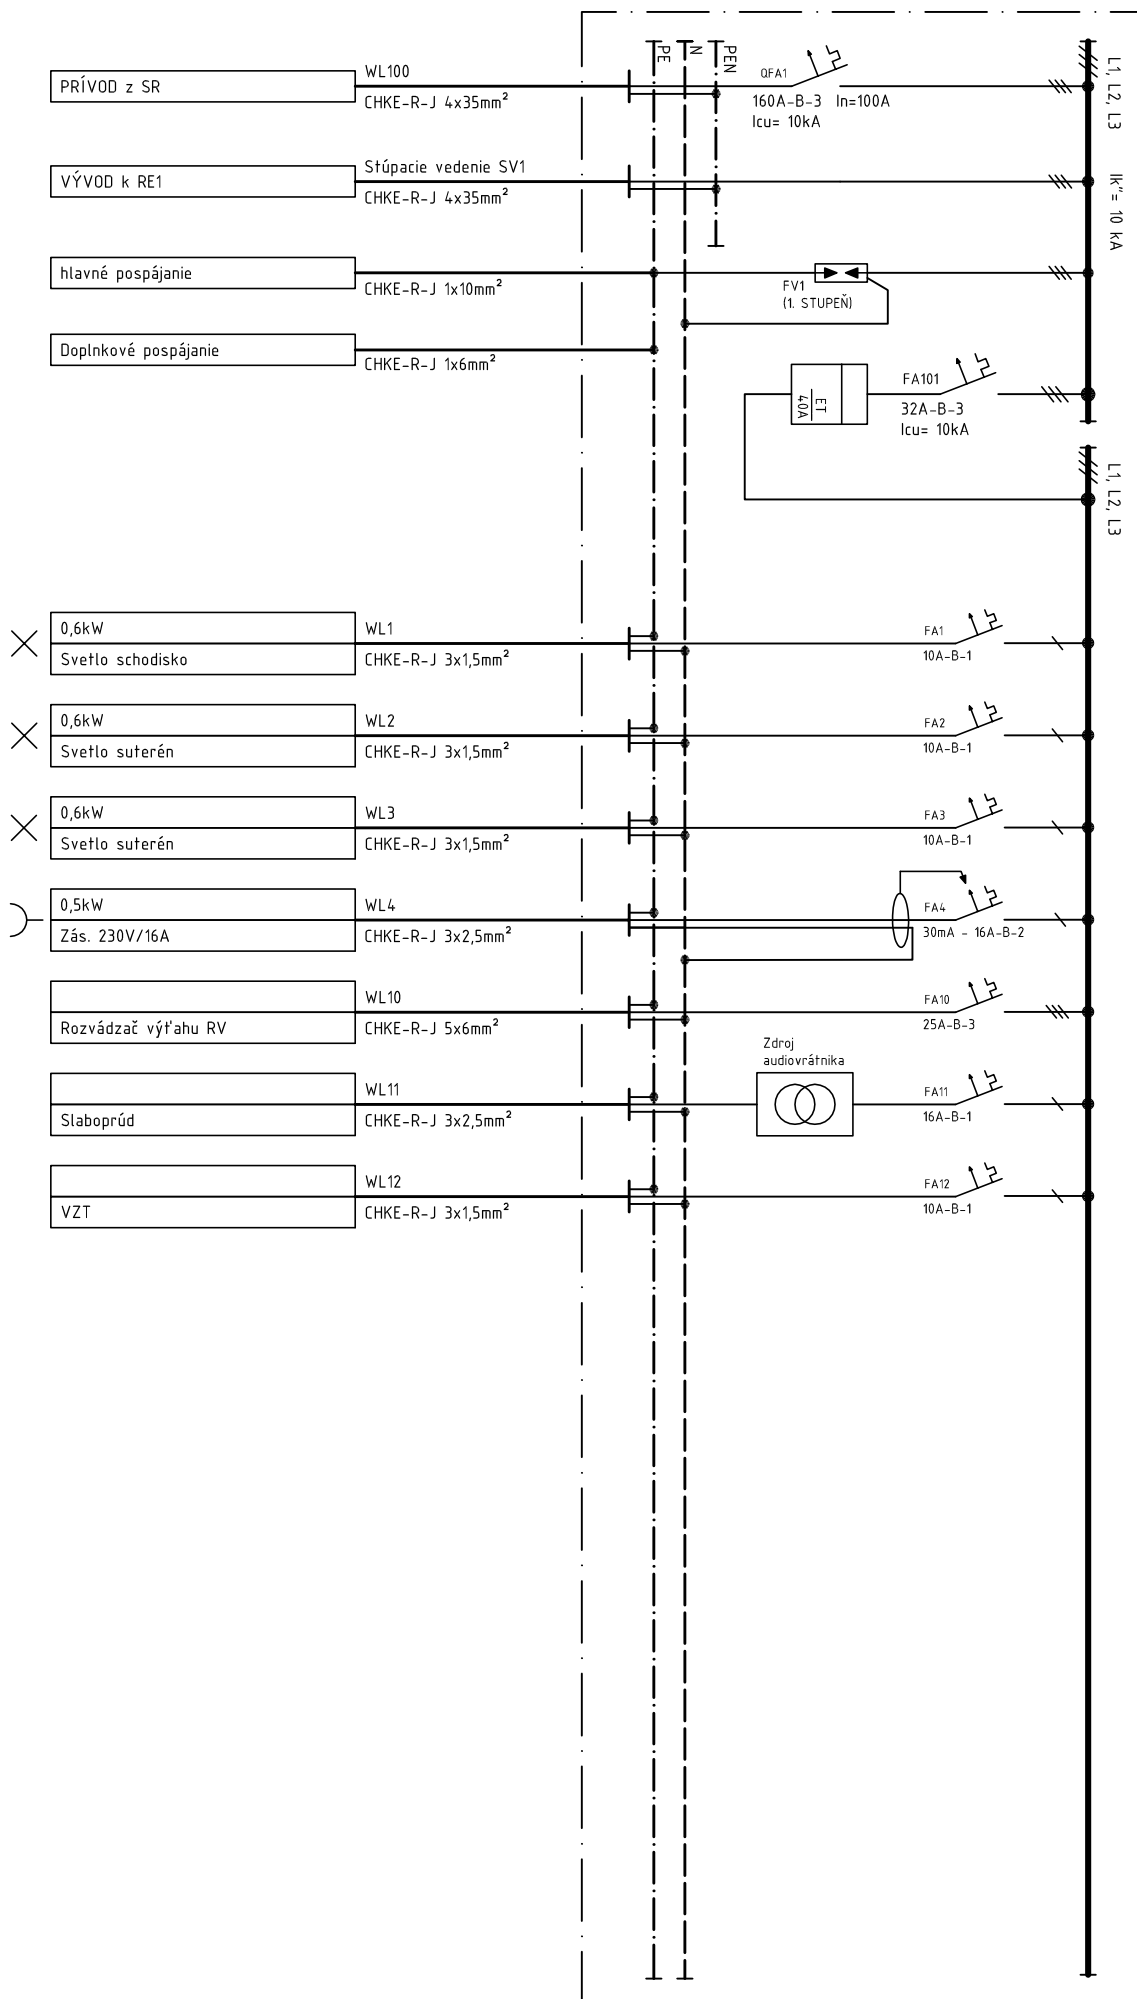 PE
N
PEN
L1, L2, L3
PRÍVOD z SR
WL100
CHKE-R-J 4x35mm²
QFA1
160A-B-3 In=100A
Icu= 10kA
VÝVOD k RE1
Stúpacie vedenie SV1
CHKE-R-J 4x35mm²
Ik"= 10 kA
hlavné pospájanie
CHKE-R-J 1x10mm²
FV1
(1. STUPEŇ)
Doplnkové pospájanie
CHKE-R-J 1x6mm²
ET
40A
FA101
32A-B-3
Icu= 10kA
L1, L2, L3
0,6kW
Svetlo schodisko
WL1
CHKE-R-J 3x1,5mm²
FA1
10A-B-1
0,6kW
Svetlo suterén
WL2
CHKE-R-J 3x1,5mm²
FA2
10A-B-1
0,6kW
Svetlo suterén
WL3
CHKE-R-J 3x1,5mm²
FA3
10A-B-1
0,5kW
Zás. 230V/16A
WL4
CHKE-R-J 3x2,5mm²
FA4
30mA - 16A-B-2
Rozvádzač výťahu RV
WL10
CHKE-R-J 5x6mm²
FA10
25A-B-3
Zdroj
audiovrátnika
Slaboprúd
WL11
CHKE-R-J 3x2,5mm²
FA11
16A-B-1
VZT
WL12
CHKE-R-J 3x1,5mm²
FA12
10A-B-1